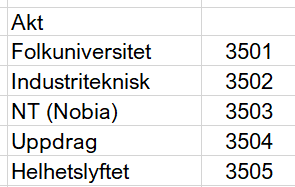 Akt
Folkuniversitet 3501
Industriteknisk 3502
NT (Nobia) 3503
Uppdrag 3504
Helhetslyftet 3505